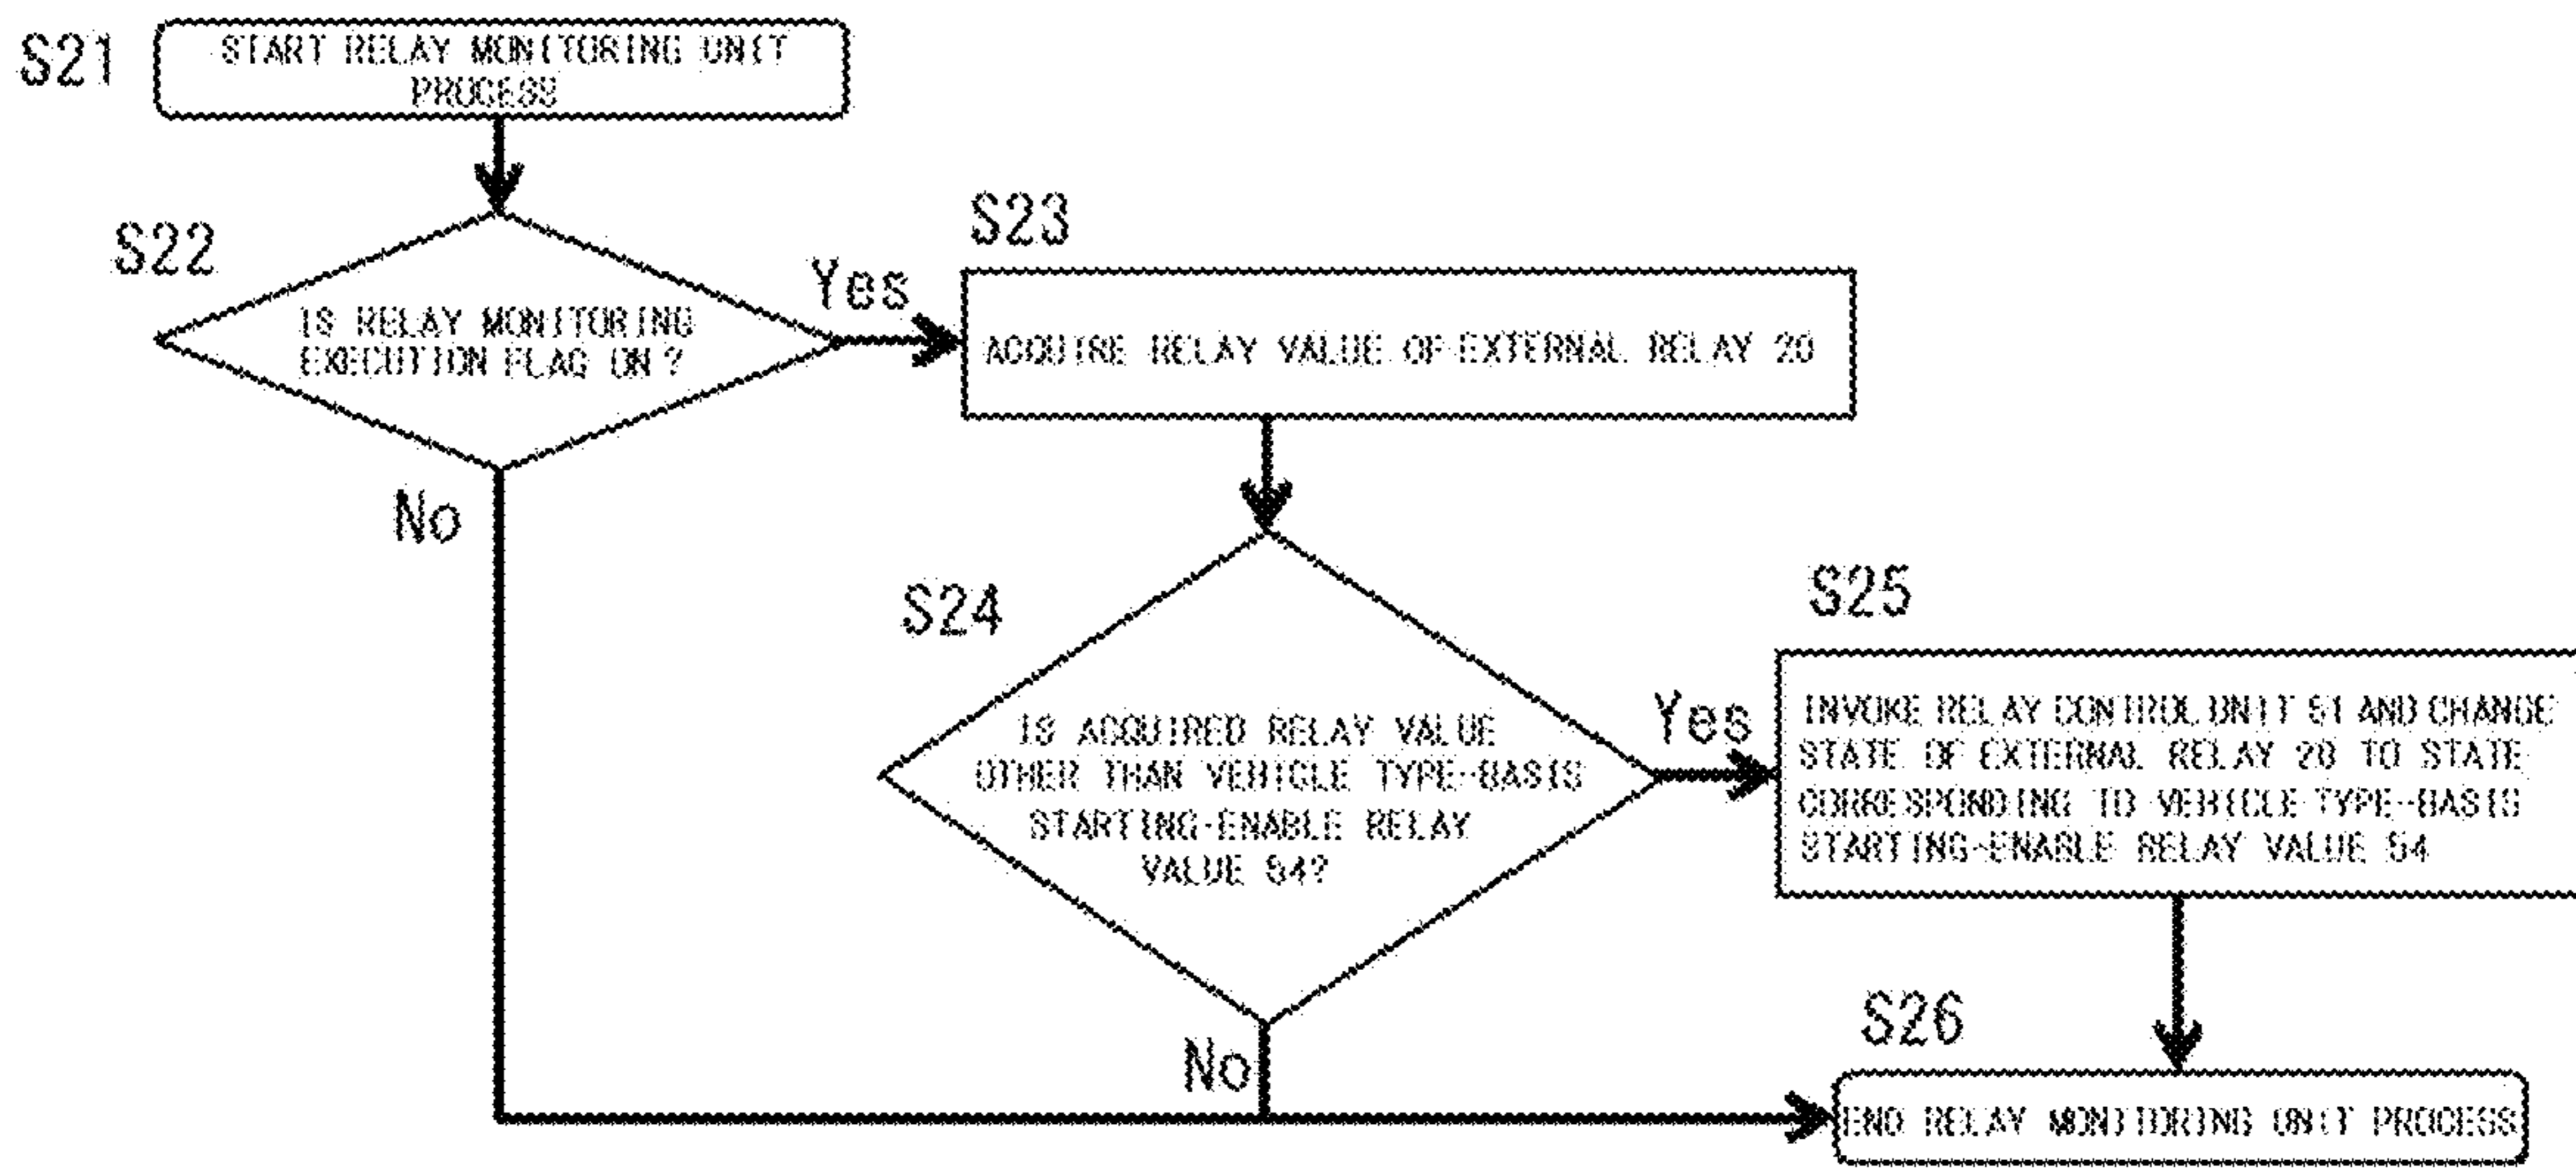 S21
START RELAY MONITORING UNIT
PROCESS
S22
IS RELAY MONITORING
EXECUTION FLAG ON ?
Yes
No
S23
ACQUIRE RELAY VALUE OF EXTERNAL RELAY 20
S24
IS ACQUIRED RELAY VALUE
OTHER THAN VEHICLE TYPE-BASIS
STARTING-ENABLE RELAY
VALUE 54?
Yes
No
S25
INVOKE RELAY CONTROL UNIT 51 AND CHANGE
STATE OF EXTERNAL RELAY 20 TO STATE
CORRESPONDING TO VEHICLE TYPE-BASIS
STARTING-ENABLE RELAY VALUE 54
S26
END RELAY MONITORING UNIT PROCESS